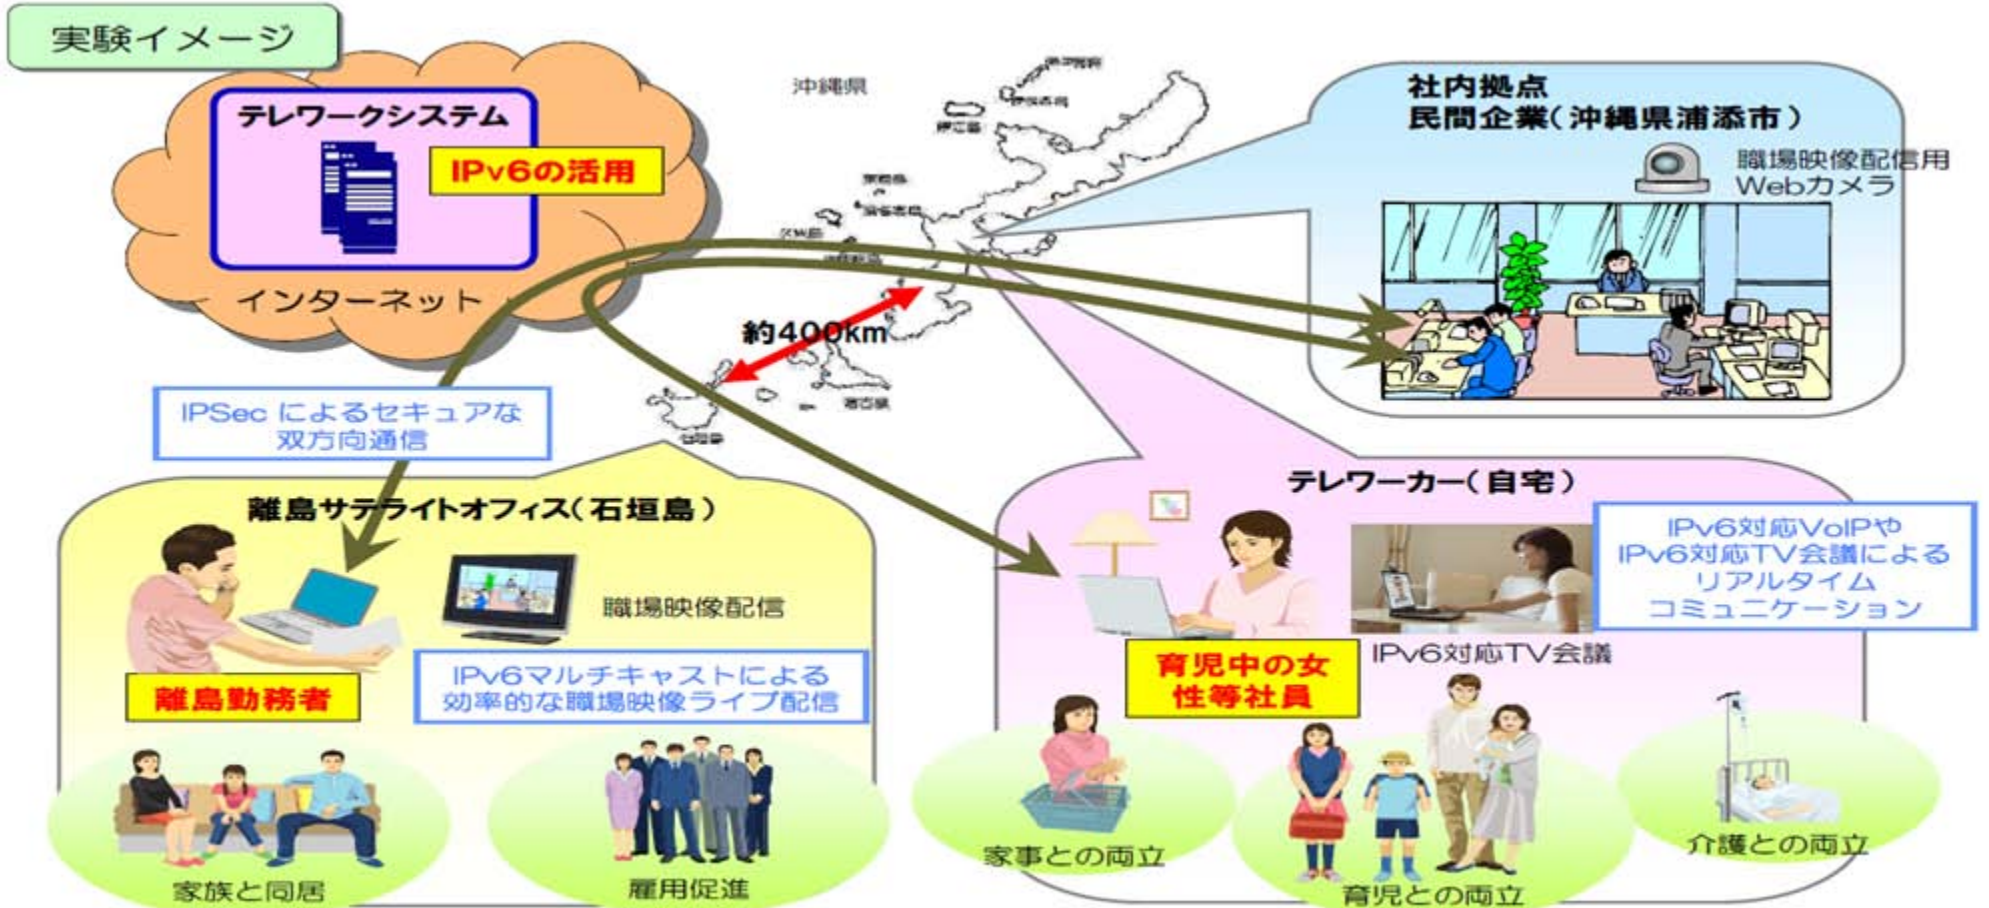 実験イメージ
テレワークシステム
IPv6の活用
インターネット
沖縄県
約400km
社内拠点
民間企業(沖縄県浦添市)
職場映像配信用
Webカメラ
IPSec によるセキュアな
双方向通信
離島サテライトオフィス(石垣島)
職場映像配信
離島勤務者
IPv6マルチキャストによる
効率的な職場映像ライブ配信
家族と同居
雇用促進
テレワーカー(自宅)
IPv6対応VoIPや
IPv6対応TV会議による
リアルタイム
コミュニケーション
IPv6対応TV会議
育児中の女
性等社員
家事との両立
育児との両立
介護との両立